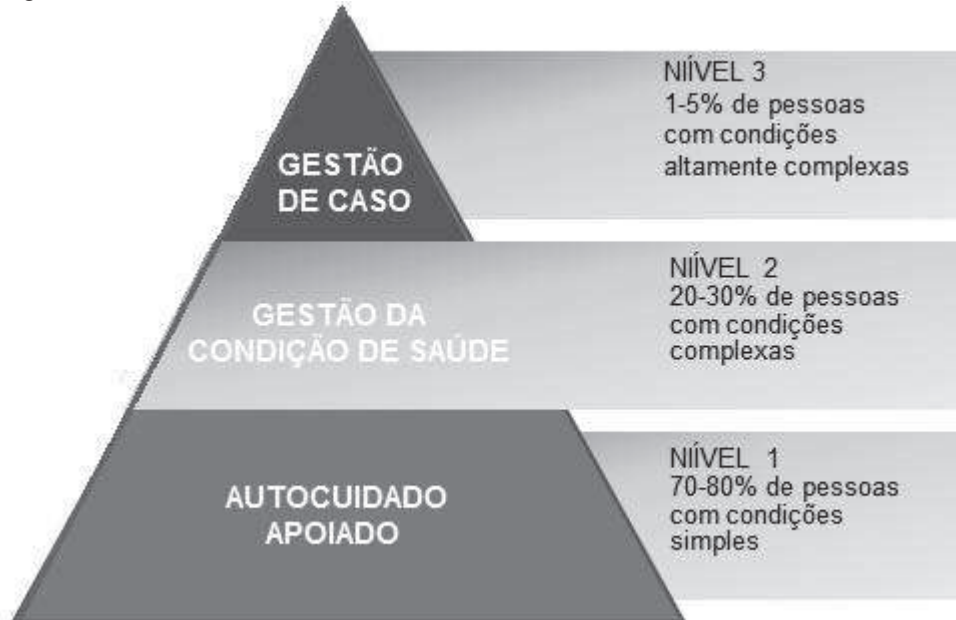 GESTÃO
DE CASO
NIÍVEL 3
1-5% de pessoas
com condições
altamente complexas
GESTÃO DA
CONDIÇÃO DE SAÚDE
NIÍVEL 2
20-30% de pessoas
com condições
complexas
AUTOCUIDADO
APOIADO
NIÍVEL 1
70-80% de pessoas
com condições
simples